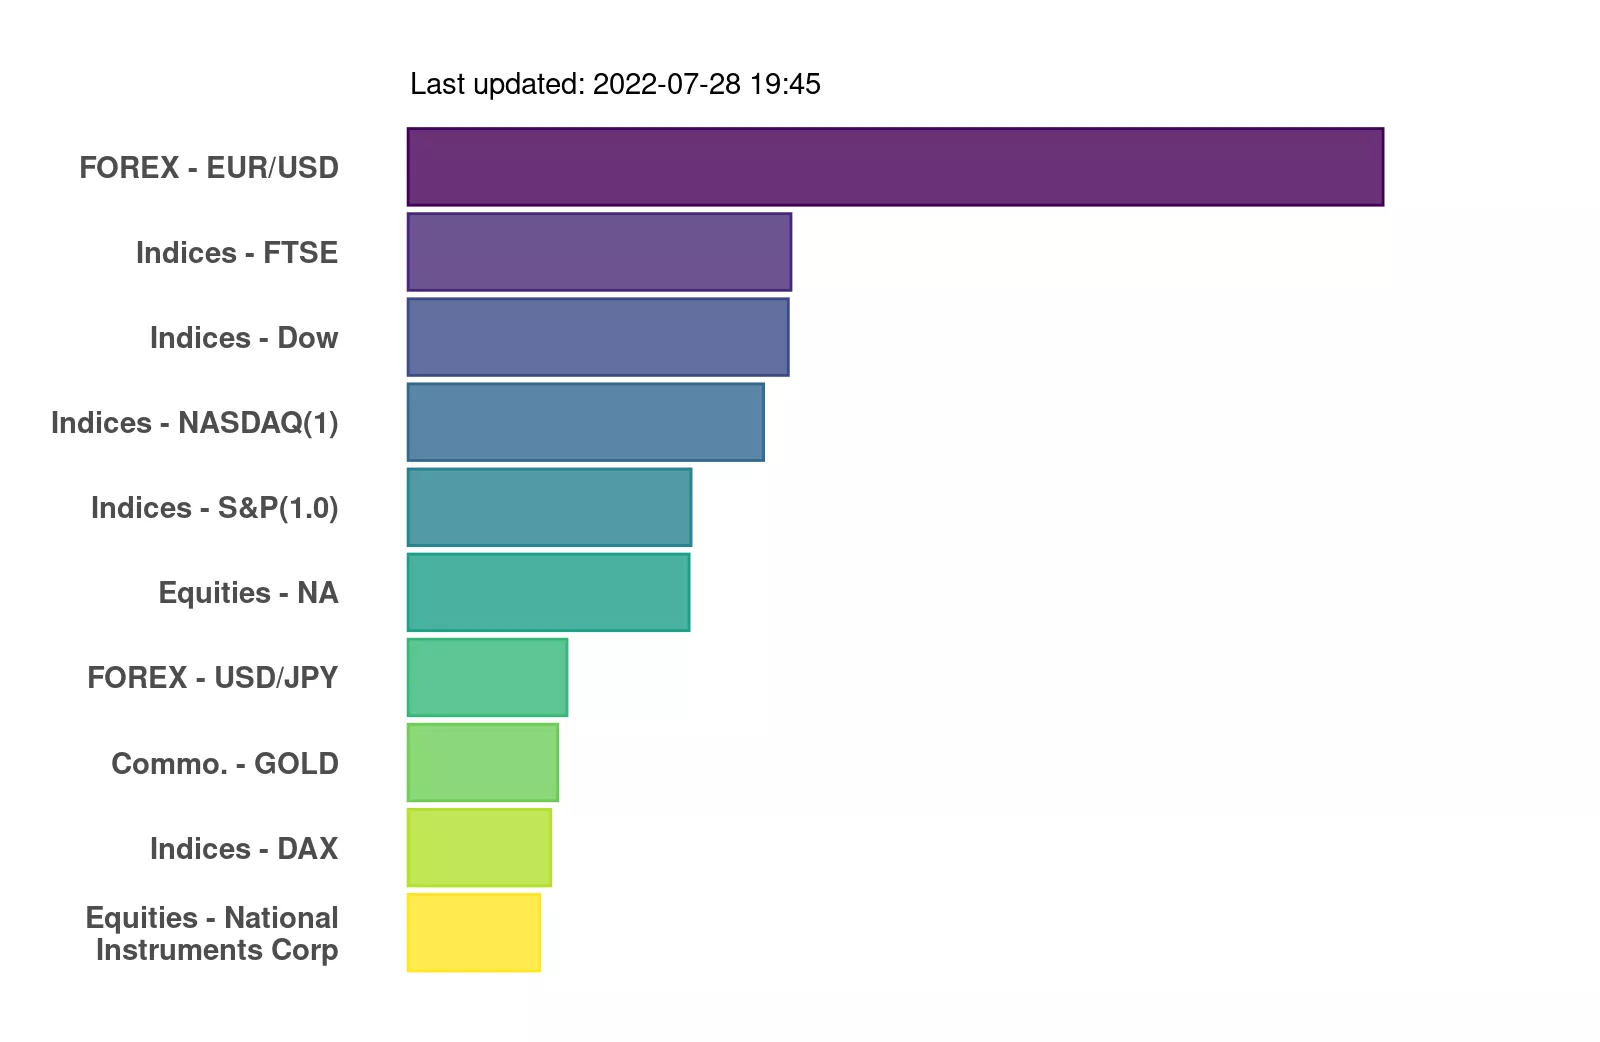 Last updated: 2022-07-28 19:45
FOREX - EUR/USD
Indices - FTSE
Indices - Dow
Indices - NASDAQ(1)
Indices - S&P(1.0)
Equities - NA
FOREX - USD/JPY
Commo. - GOLD
Indices - DAX
Equities - National
Instruments Corp